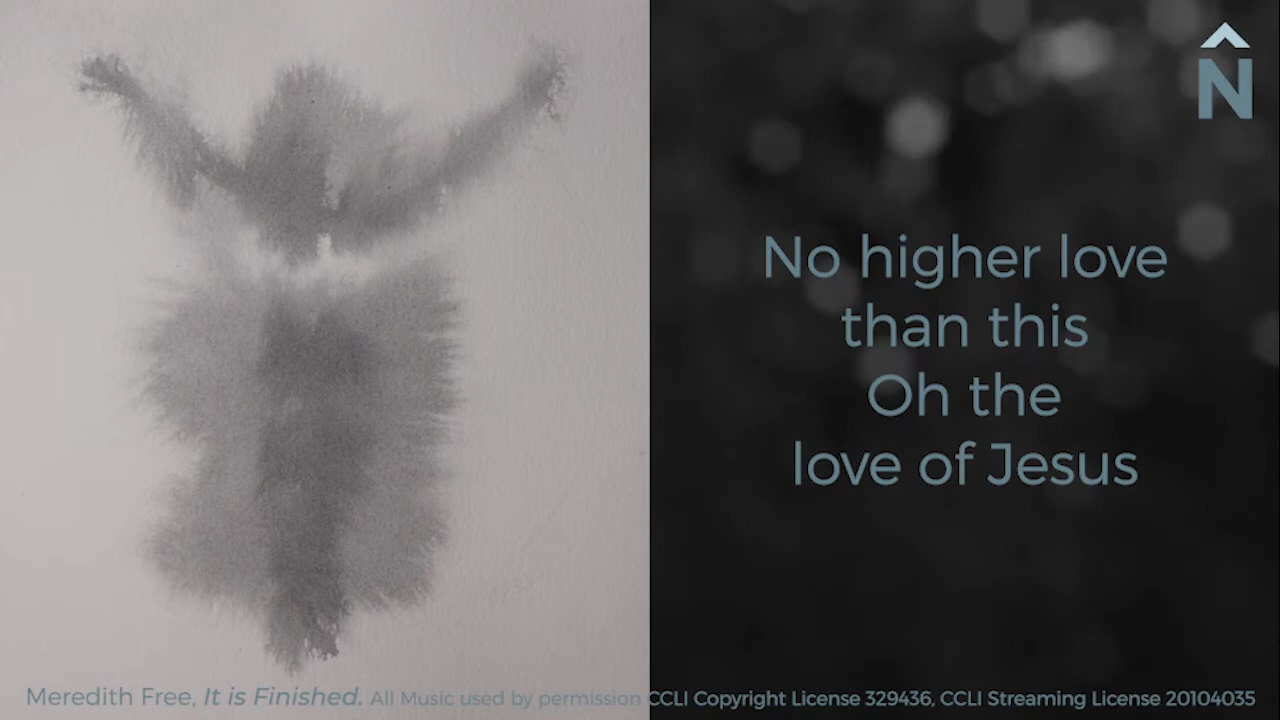 N
No higher love
than this
Oh the
love of Jesus
Meredith Free, It is Finished. All Music used by permission CCLI Copyright License 329436, CCLI Streaming License 20104035